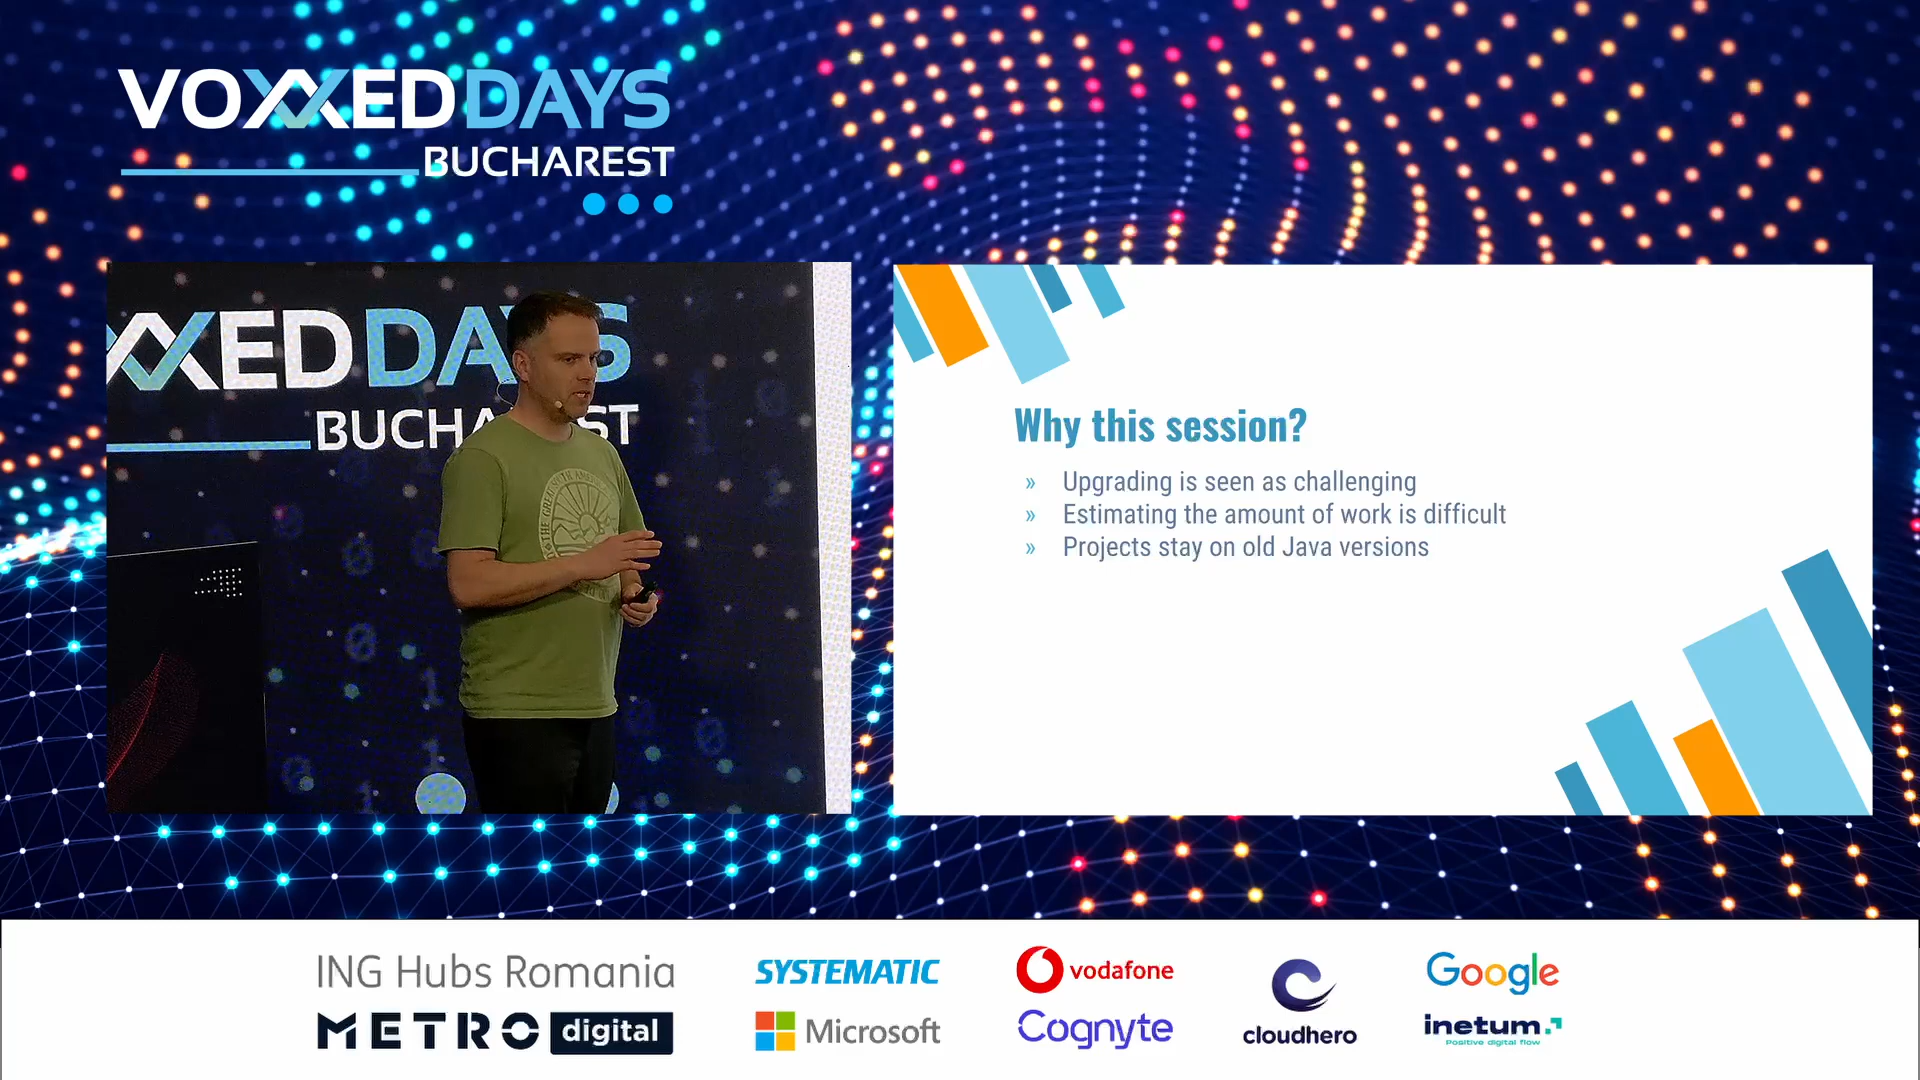 VOXXEDDAYS
BUCHAREST
XXEDDAYS
BUCHAREST
Why this session?
» Upgrading is seen as challenging
» Estimating the amount of work is difficult
» Projects stay on old Java versions
ING Hubs Romania
METRO digital
SYSTEMATIC
Microsoft
vodafone
Cognyte
cloudhero
Google
inetum.
Positive digital flow